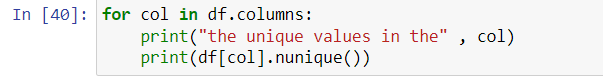 In [40]: for col in df.columns:
    print("the unique values in the" , col)
    print(df[col].nunique())